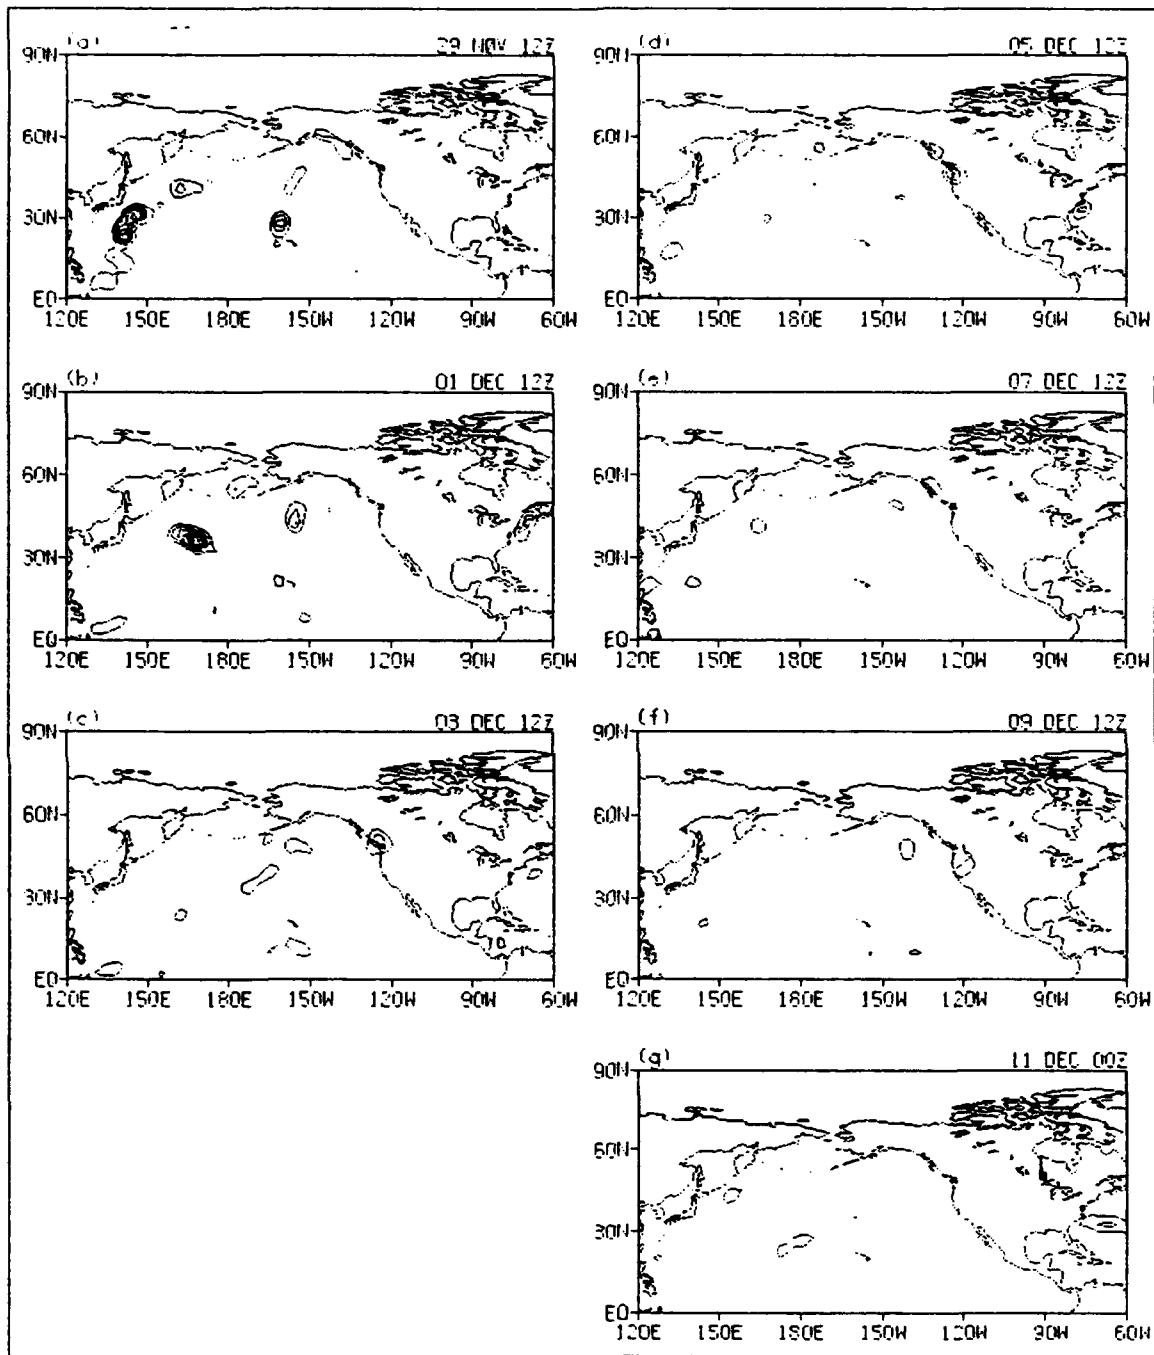 (a) 29 NOV 12Z
90N
60N
30N
EQ
120E 150E 180E 150W 120W 90W 60W
(b) 01 DEC 12Z
90N
60N
30N
EQ
120E 150E 180E 150W 120W 90W 60W
(c) 03 DEC 12Z
90N
60N
30N
EQ
120E 150E 180E 150W 120W 90W 60W
(d) 05 DEC 12Z
90N
60N
30N
EQ
120E 150E 180E 150W 120W 90W 60W
(e) 07 DEC 12Z
90N
60N
30N
EQ
120E 150E 180E 150W 120W 90W 60W
(f) 09 DEC 12Z
90N
60N
30N
EQ
120E 150E 180E 150W 120W 90W 60W
(g) 11 DEC 00Z
90N
60N
30N
EQ
120E 150E 180E 150W 120W 90W 60W